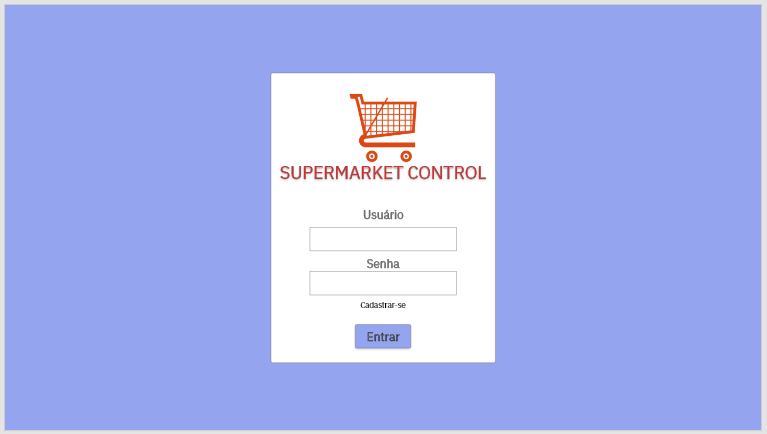 SUPERMARKET CONTROL
Usuário
Senha
Cadastrar-se
Entrar